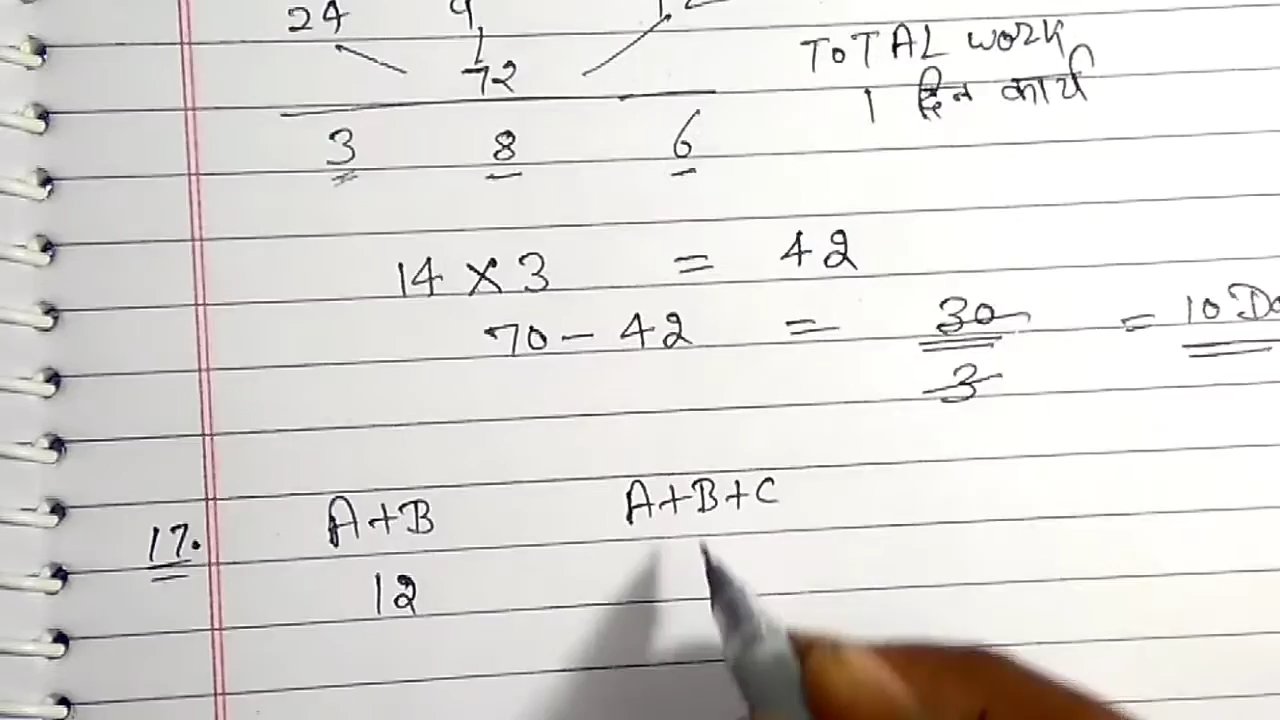 24 9
72
TOTAL WORK
1 दिन कार्य
3 8 6
14 × 3 = 42
70 - 42 = 30 = 10
3
17. A+B A+B+C
12